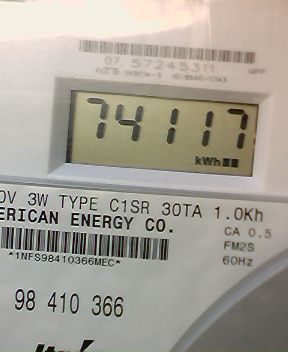 07 57245311
74117
kWh
0V 3W TYPE C1SR 30TA 1.0Kh
ERICAN ENERGY CO.
CA 0.5
FM2S
60Hz
*1NFS98410366MEC*
98 410 366